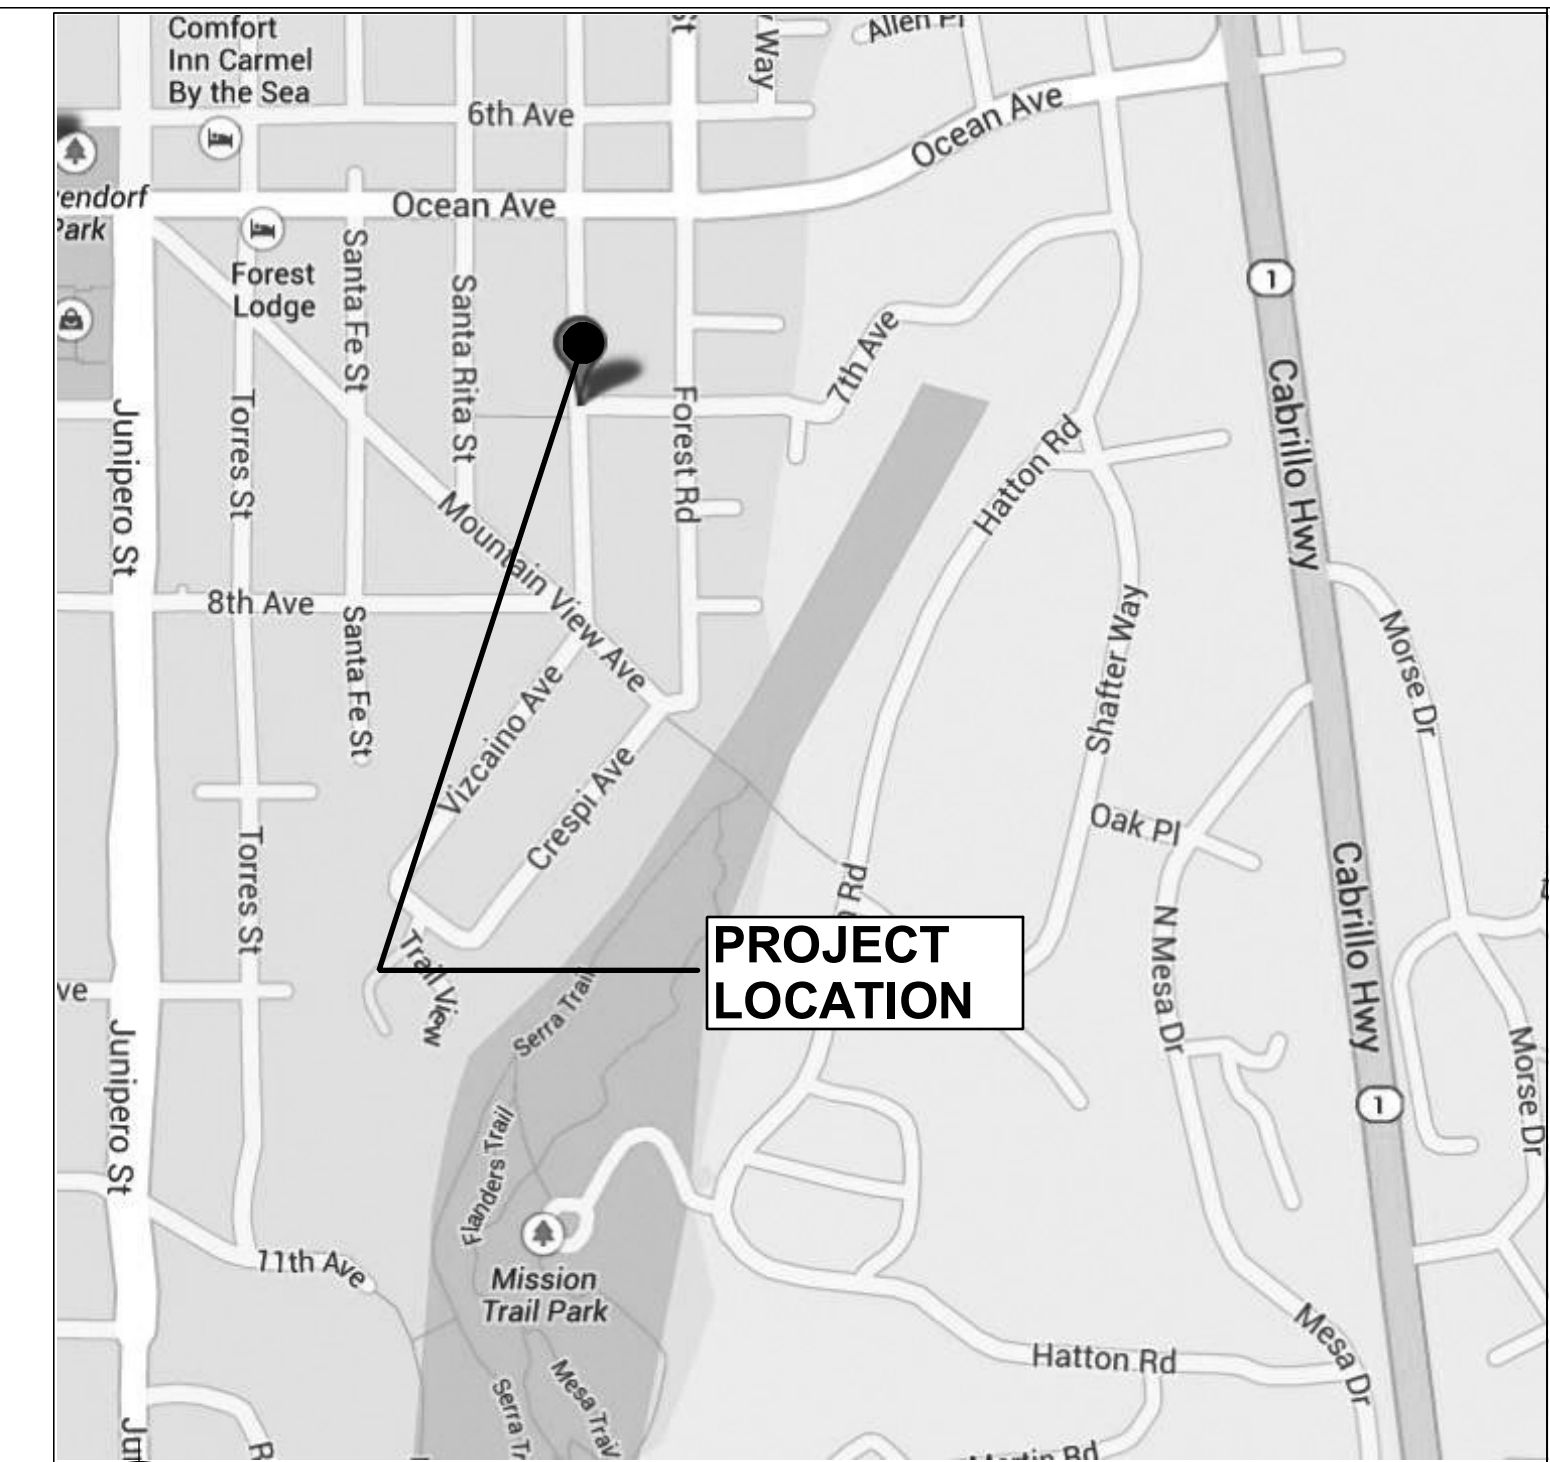 Comfort
Inn Carmel
By the Sea
St
Way
Allen Pl
6th Ave
Ocean Ave
Ocean Ave
Park
Forest
Lodge
Santa Fe St
Santa Rita St
1
7th Ave
Cabrillo Hwy
Junipero St
Torres St
Forest Rd
Hatton Rd
Mountain View Ave
8th Ave
Santa Fe St
Shafter Way
Morse Dr
Vizcaino Ave
Crespi Ave
Oak Pl
Torres St
Rd
Cabrillo Hwy
PROJECT
LOCATION
N Mesa Dr
Trail View
Serra Trail
ve
Junipero St
Morse Dr
1
Flanders Trail
11th Ave
Mission
Trail Park
Hatton Rd
Mesa Dr
Serra Tr
Mesa Trai